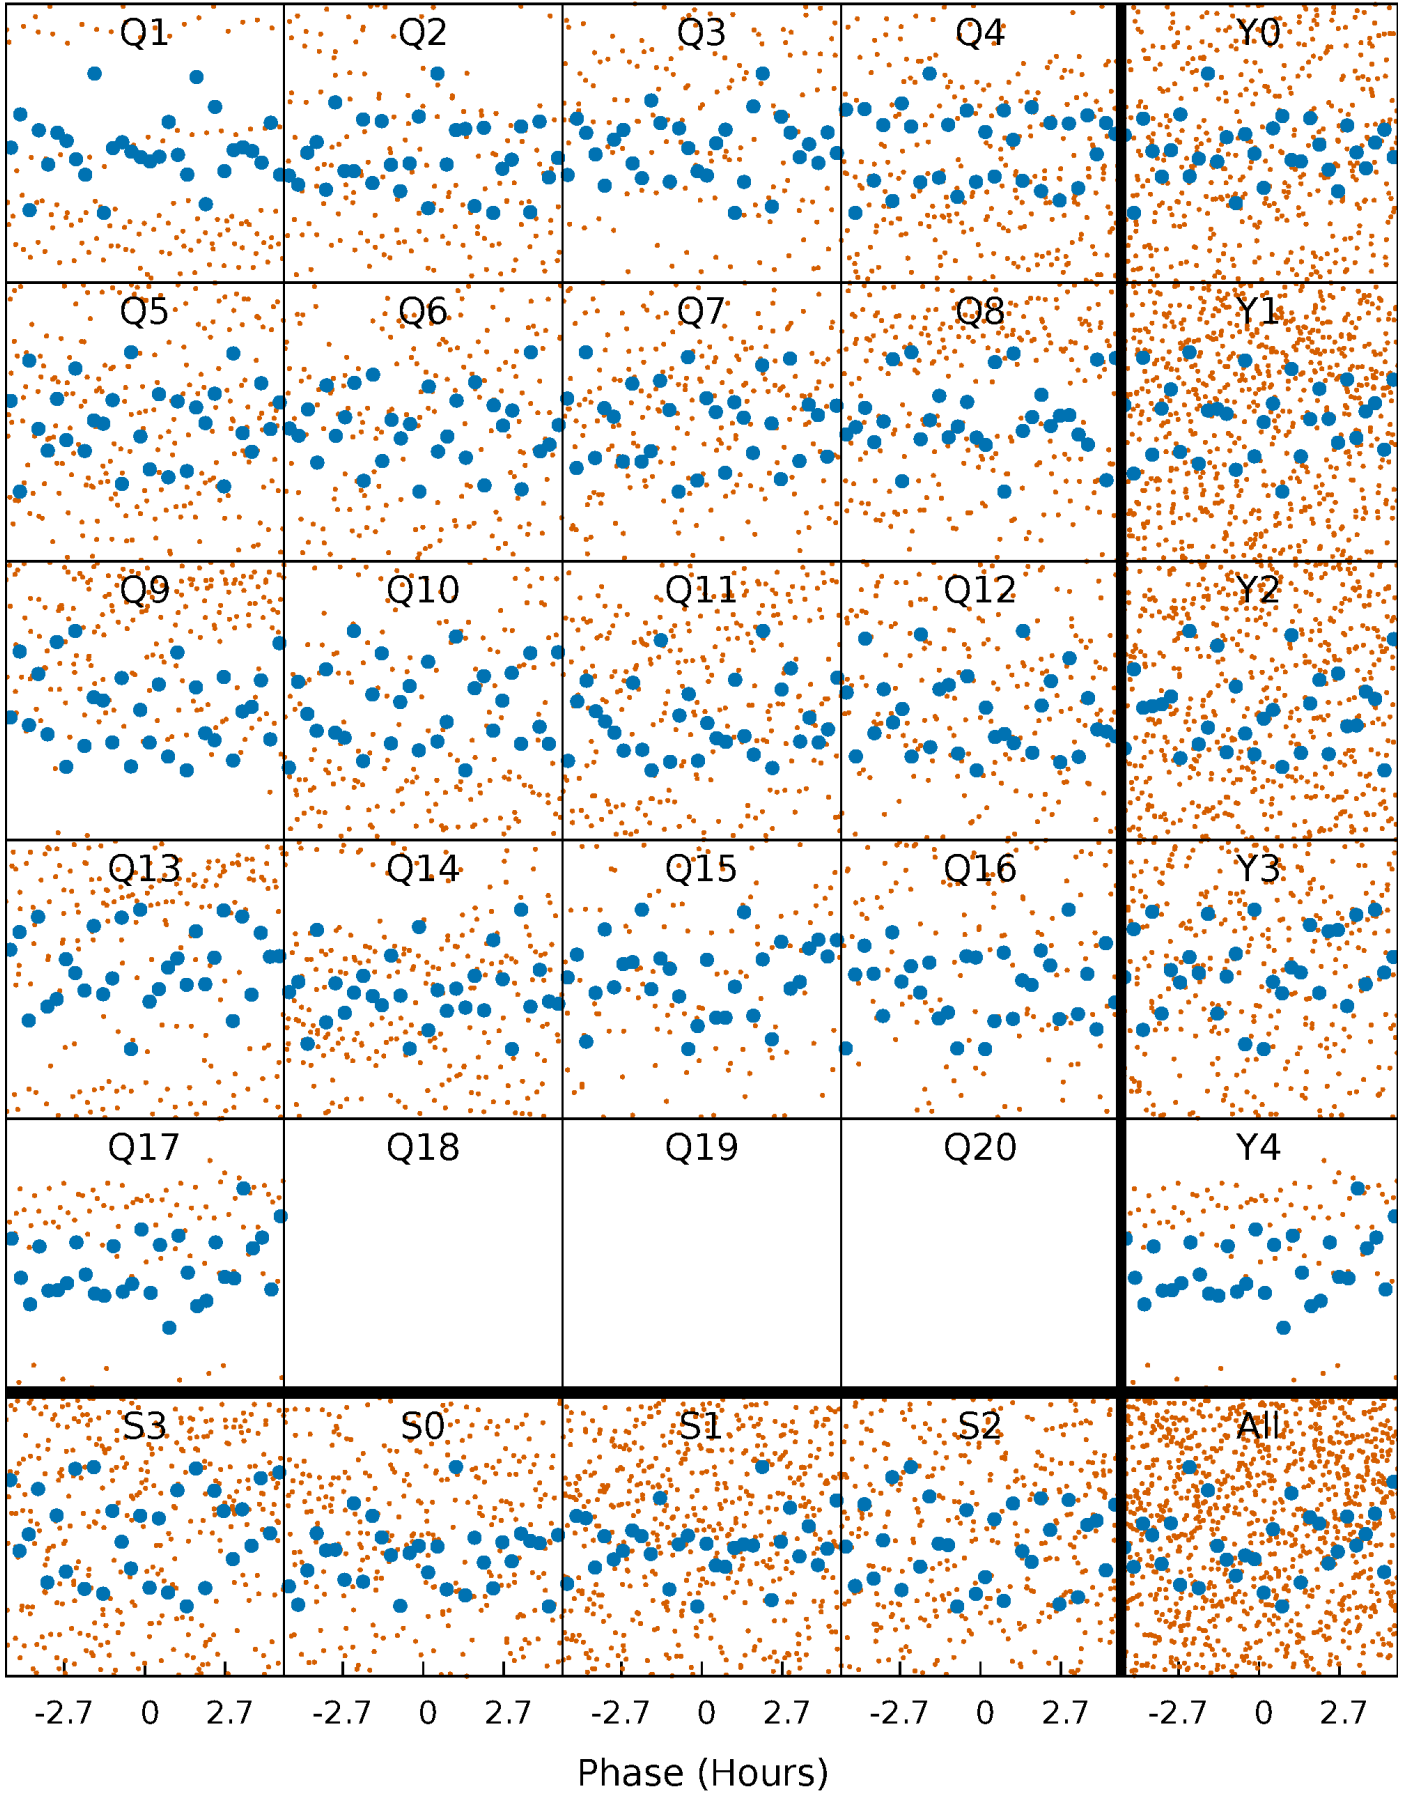 Q1 Q2 Q3 Q4 Y0
Q5 Q6 Q7 Q8 Y1
Q9 Q10 Q11 Q12 Y2
Q13 Q14 Q15 Q16 Y3
Q17 Q18 Q19 Q20 Y4
S3 S0 S1 S2 All
-2.7 0 2.7 -2.7 0 2.7 -2.7 0 2.7 -2.7 0 2.7 -2.7 0 2.7
Phase (Hours)